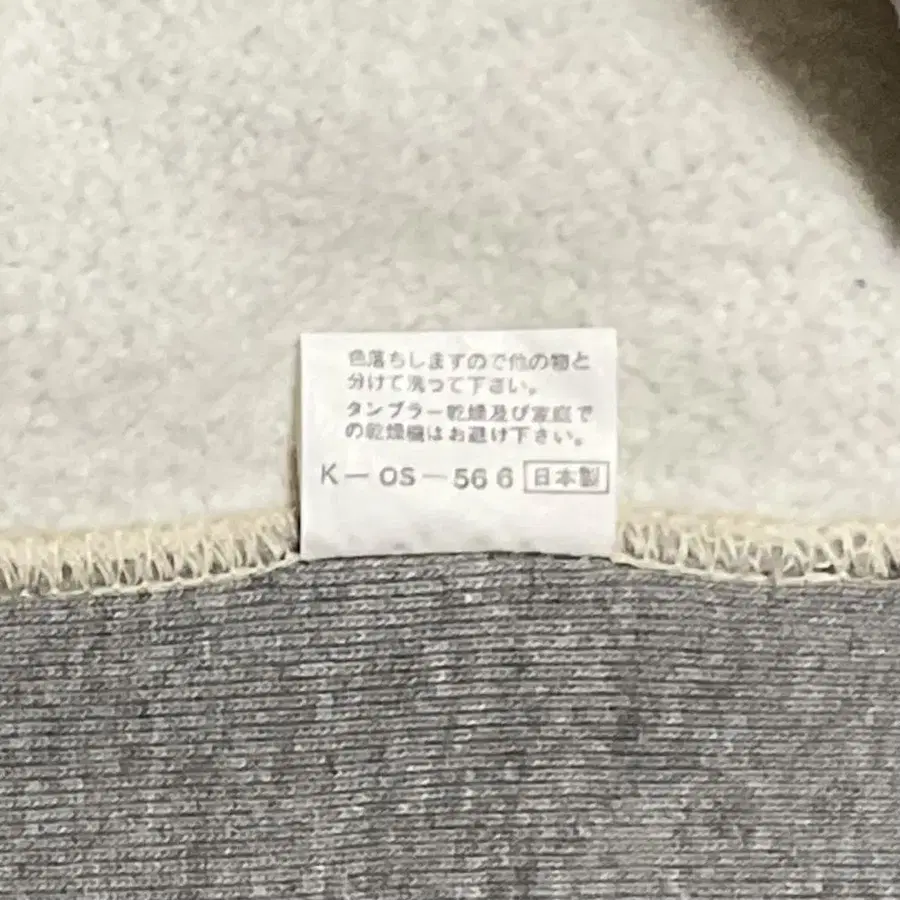 色落ちしますので他の物と
分けて洗って下さい。
タンブラー乾燥及び家庭で
の乾燥機はお避け下さい。
K-OS-566 日本製